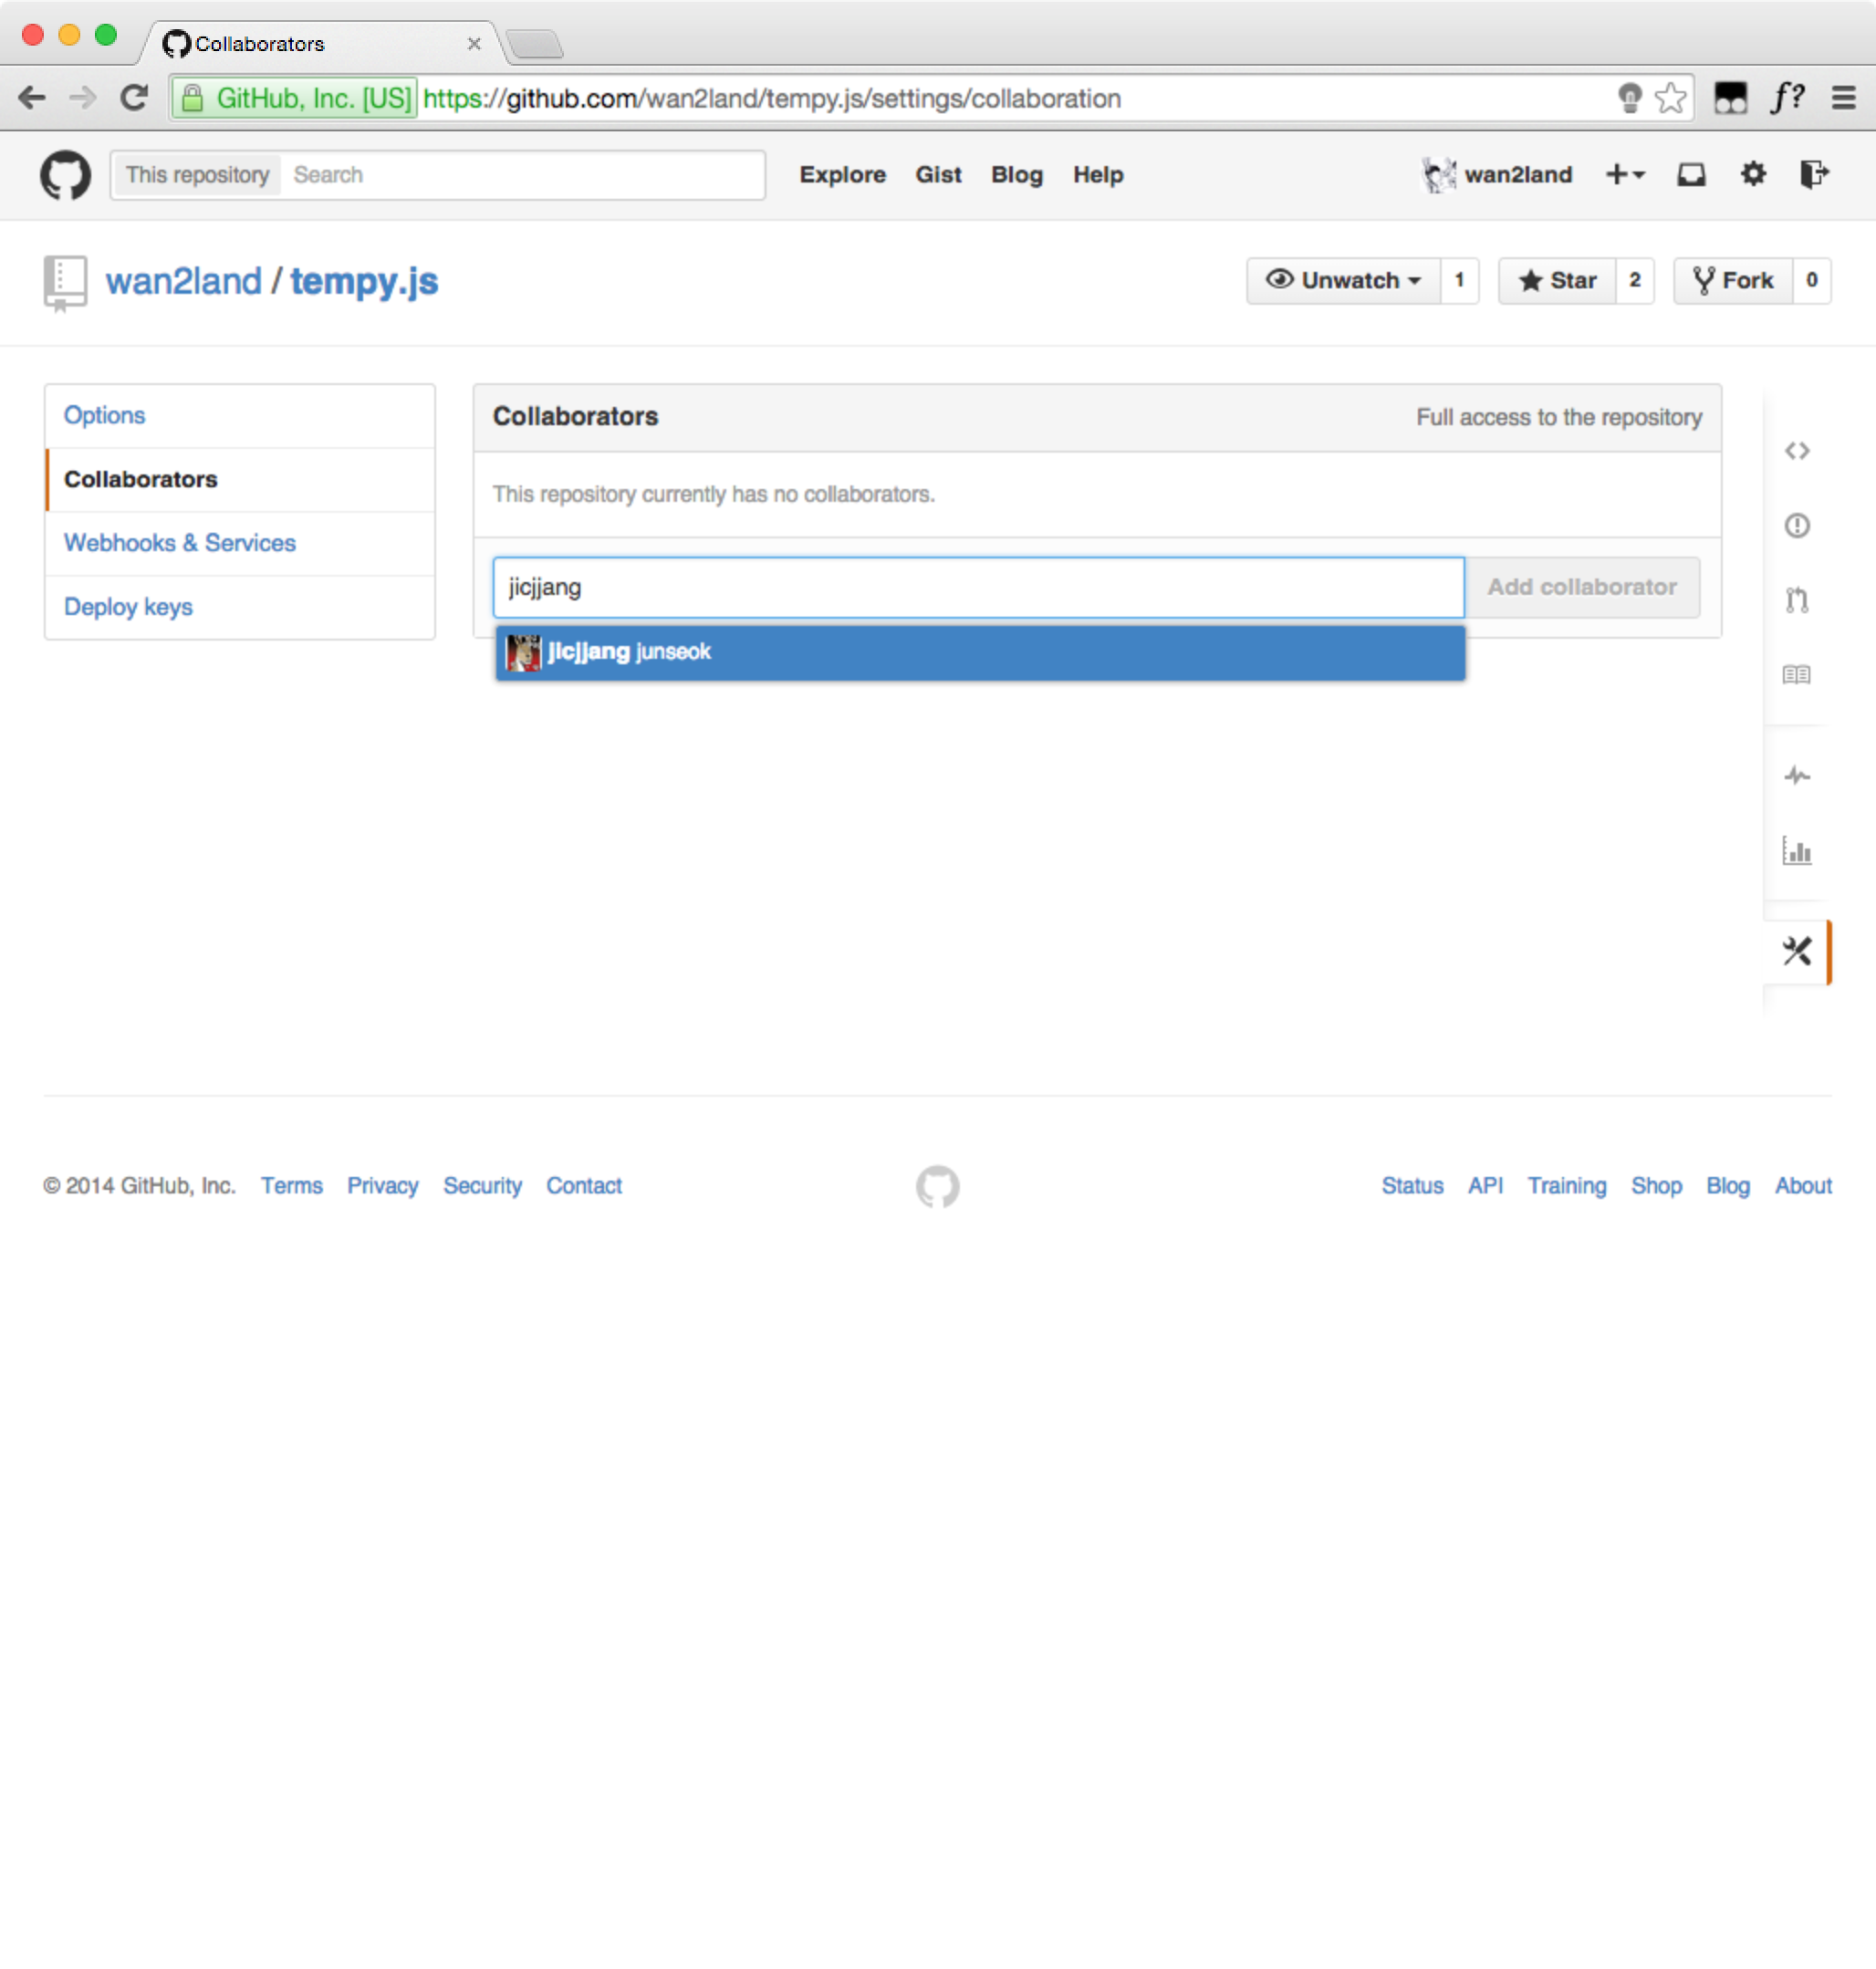 Collaborators
GitHub, Inc. [US] https://github.com/wan2land/tempy.js/settings/collaboration
f?
This repository Search Explore Gist Blog Help wan2land
wan2land / tempy.js Unwatch 1 Star 2 Fork 0
Options
Collaborators
Webhooks & Services
Deploy keys
Collaborators Full access to the repository
This repository currently has no collaborators.
jicjjang Add collaborator
jicjjang junseok
© 2014 GitHub, Inc. Terms Privacy Security Contact Status API Training Shop Blog About